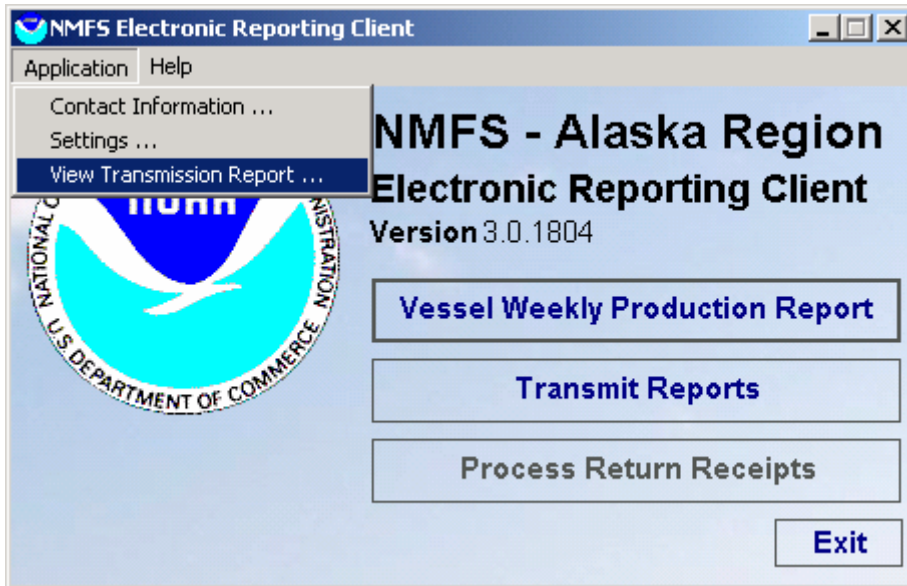 NMFS Electronic Reporting Client
Application Help
Contact Information ...
Settings ...
View Transmission Report ...
NMFS - Alaska Region
Electronic Reporting Client
Version 3.0.1804
NATIONAL
U.S. DEPARTMENT OF COMMERCE
Vessel Weekly Production Report
Transmit Reports
Process Return Receipts
Exit